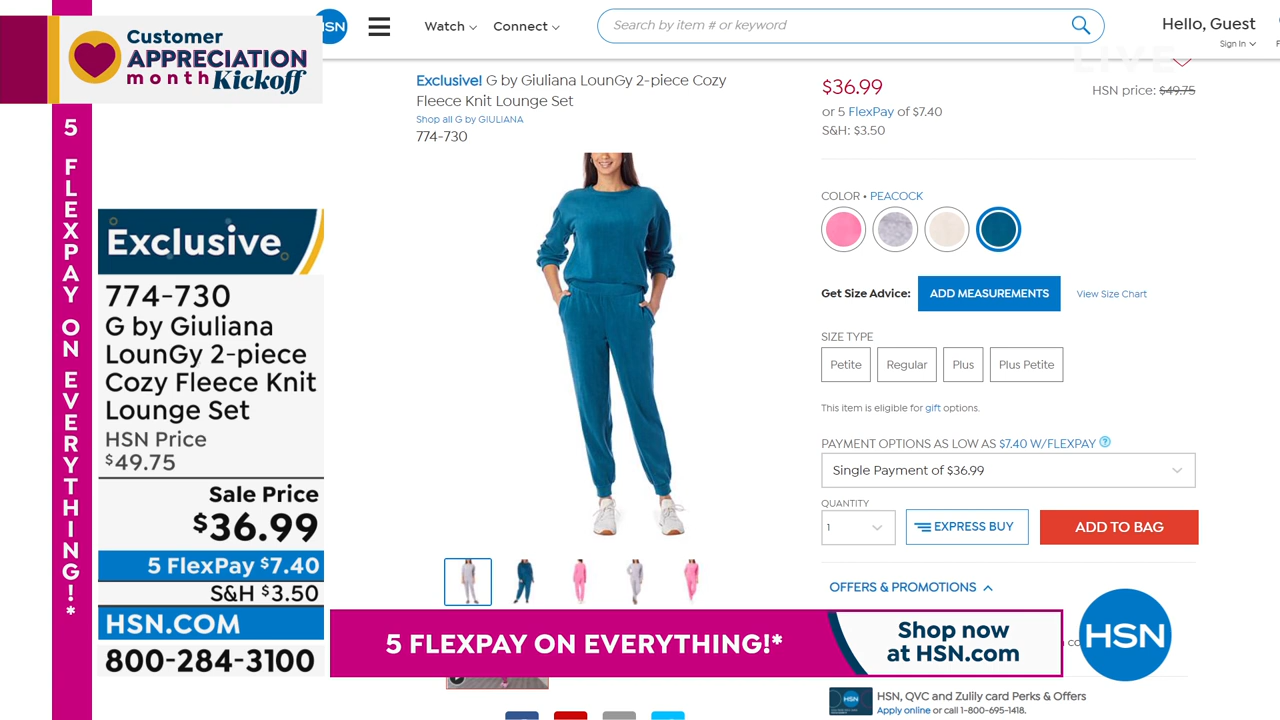 Customer
APPRECIATION
month Kickoff
5 FLEXPAY ON EVERYTHING!*
Exclusive
774-730
G by Giuliana
LounGy 2-piece
Cozy Fleece Knit
Lounge Set
HSN Price
$49.75
Sale Price
$36.99
5 FlexPay $7.40
S&H $3.50
HSN.COM
800-284-3100
HSN
Watch
Connect
Search by item # or keyword
Hello, Guest
Sign In
LIVE
Exclusive! G by Giuliana LounGy 2-piece Cozy
Fleece Knit Lounge Set
Shop all G by GIULIANA
774-730
$36.99
HSN price: $49.75
or 5 FlexPay of $7.40
S&H: $3.50
COLOR • PEACOCK
Get Size Advice: ADD MEASUREMENTS View Size Chart
SIZE TYPE
Petite Regular Plus Plus Petite
This item is eligible for gift options.
PAYMENT OPTIONS AS LOW AS $7.40 W/FLEXPAY ?
Single Payment of $36.99
QUANTITY
1
EXPRESS BUY
ADD TO BAG
OFFERS & PROMOTIONS
5 FLEXPAY ON EVERYTHING!*
Shop now
at HSN.com
HSN
HSN, QVC and Zulily card Perks & Offers
Apply online or call 1-800-695-1418.
HSN